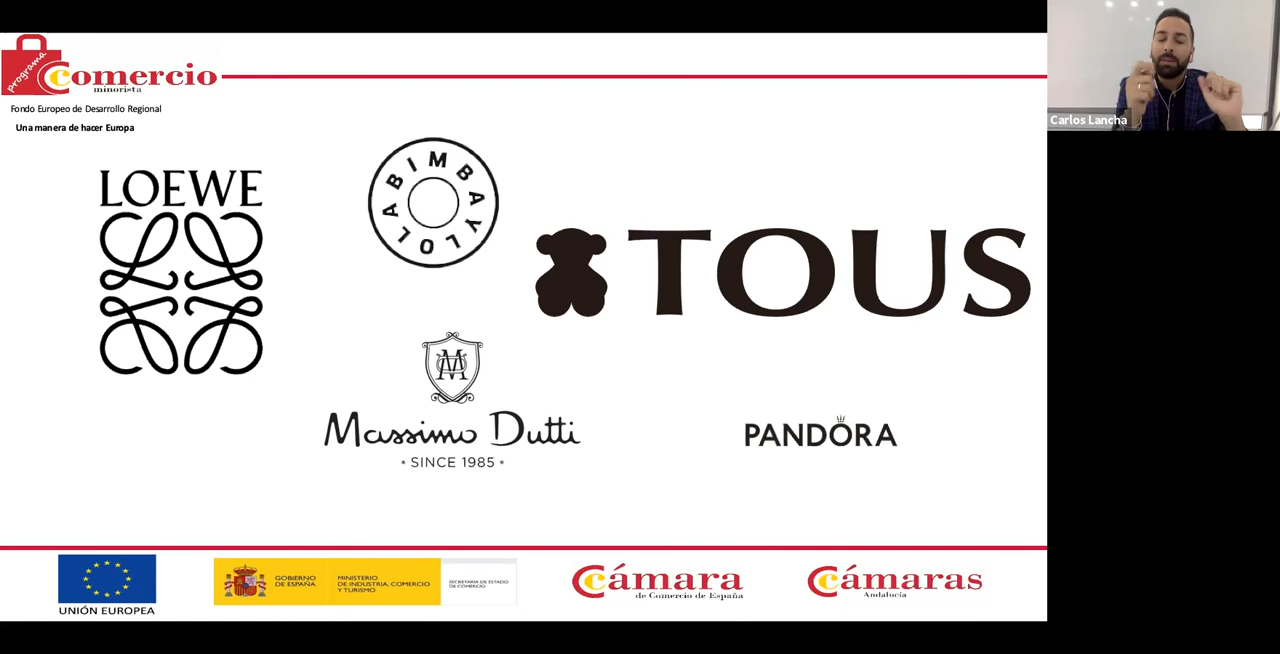 programa
Comercio
minorista
Fondo Europeo de Desarrollo Regional
Una manera de hacer Europa
Carlos Lancha
LOEWE
BIMBA Y LOLA
TOUS
M
Massimo Dutti
• SINCE 1985 •
PANDORA
UNIÓN EUROPEA
GOBIERNO
DE ESPAÑA
MINISTERIO
DE INDUSTRIA, COMERCIO
Y TURISMO
SECRETARÍA DE ESTADO
DE COMERCIO
Cámara
de Comercio de España
Cámaras
Andalucía